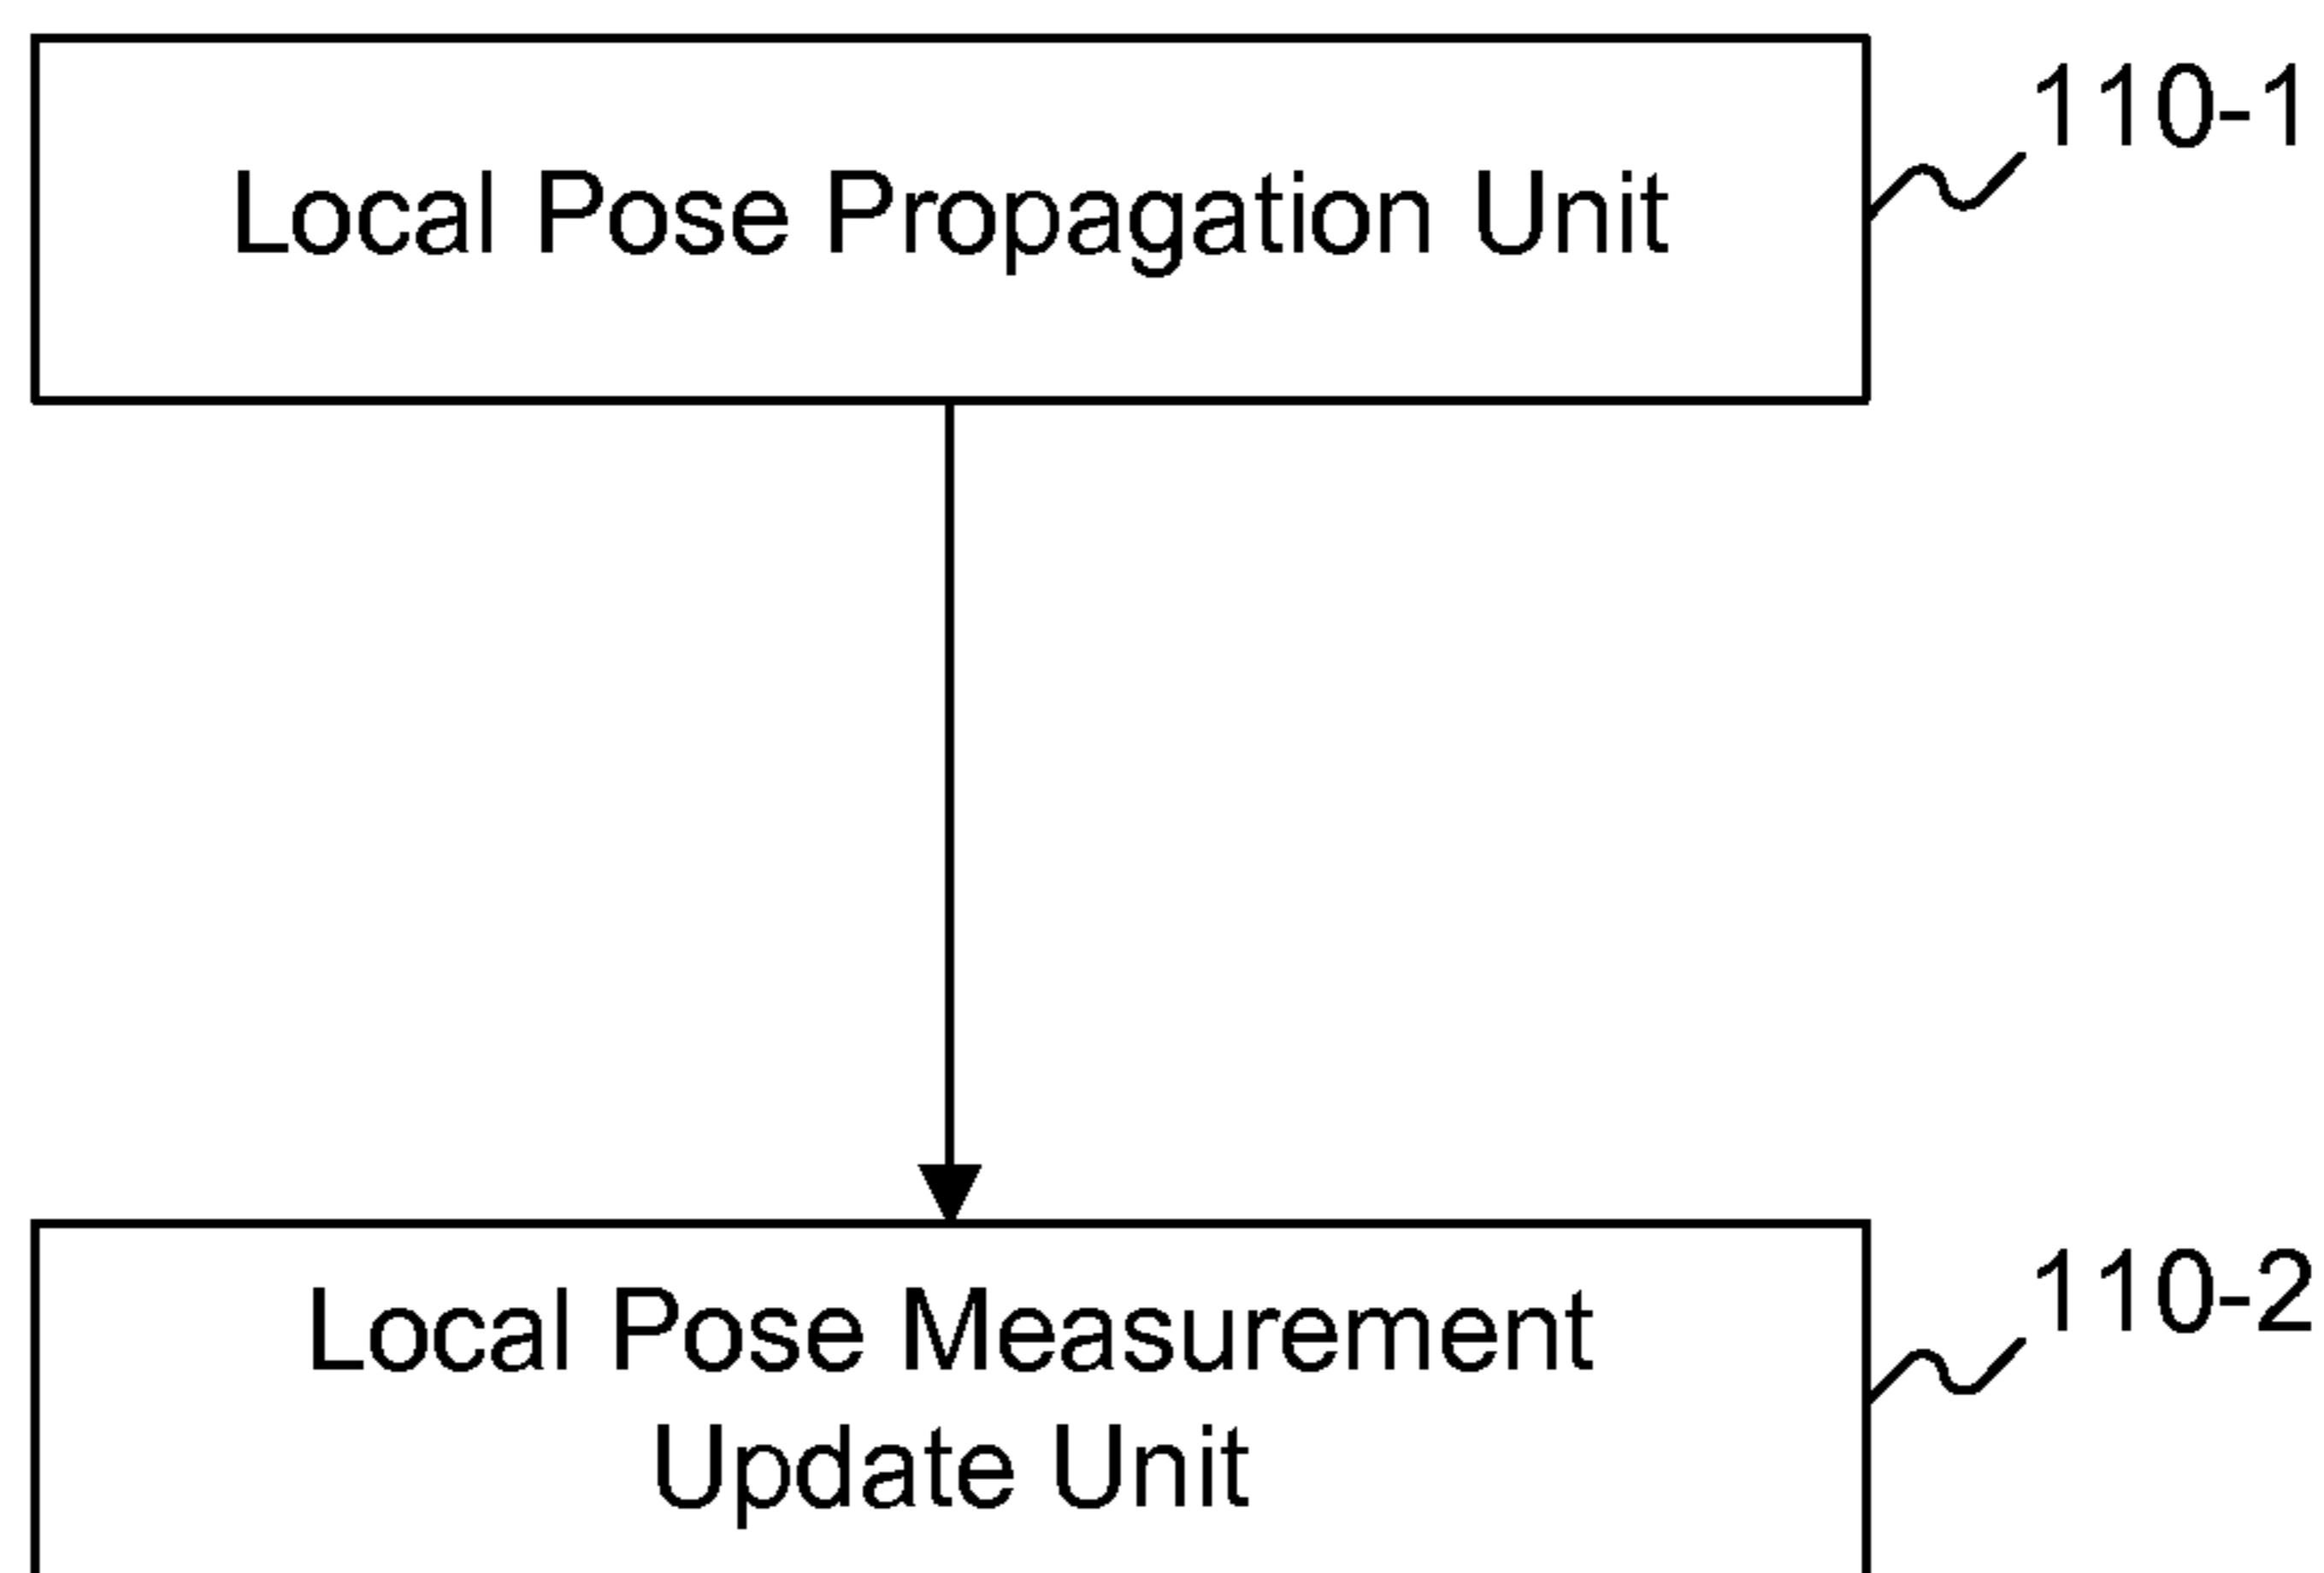 110-1
Local Pose Propagation Unit
110-2
Local Pose Measurement
Update Unit